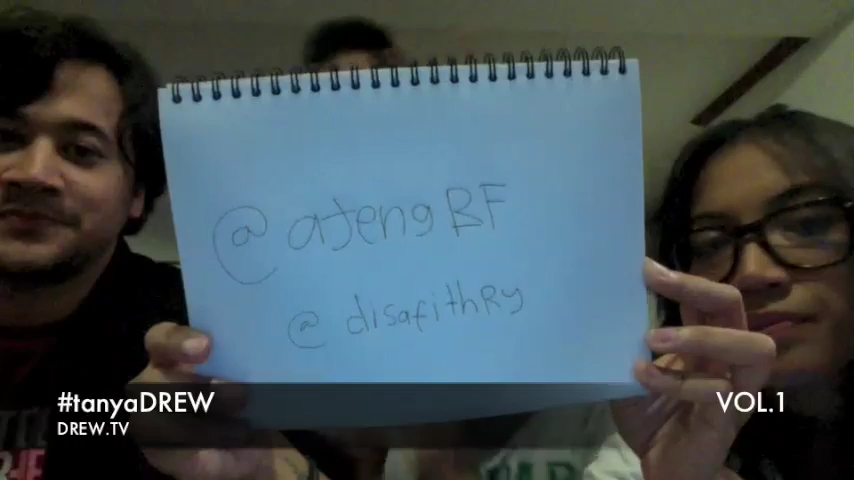 @ajengBF
@disafithRy
#tanyaDREW
VOL.1
DREW.TV